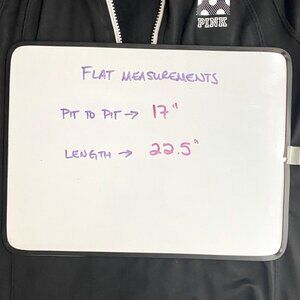 PINK
FLAT MEASUREMENTS
PIT TO PIT → 17"
LENGTH → 22.5"